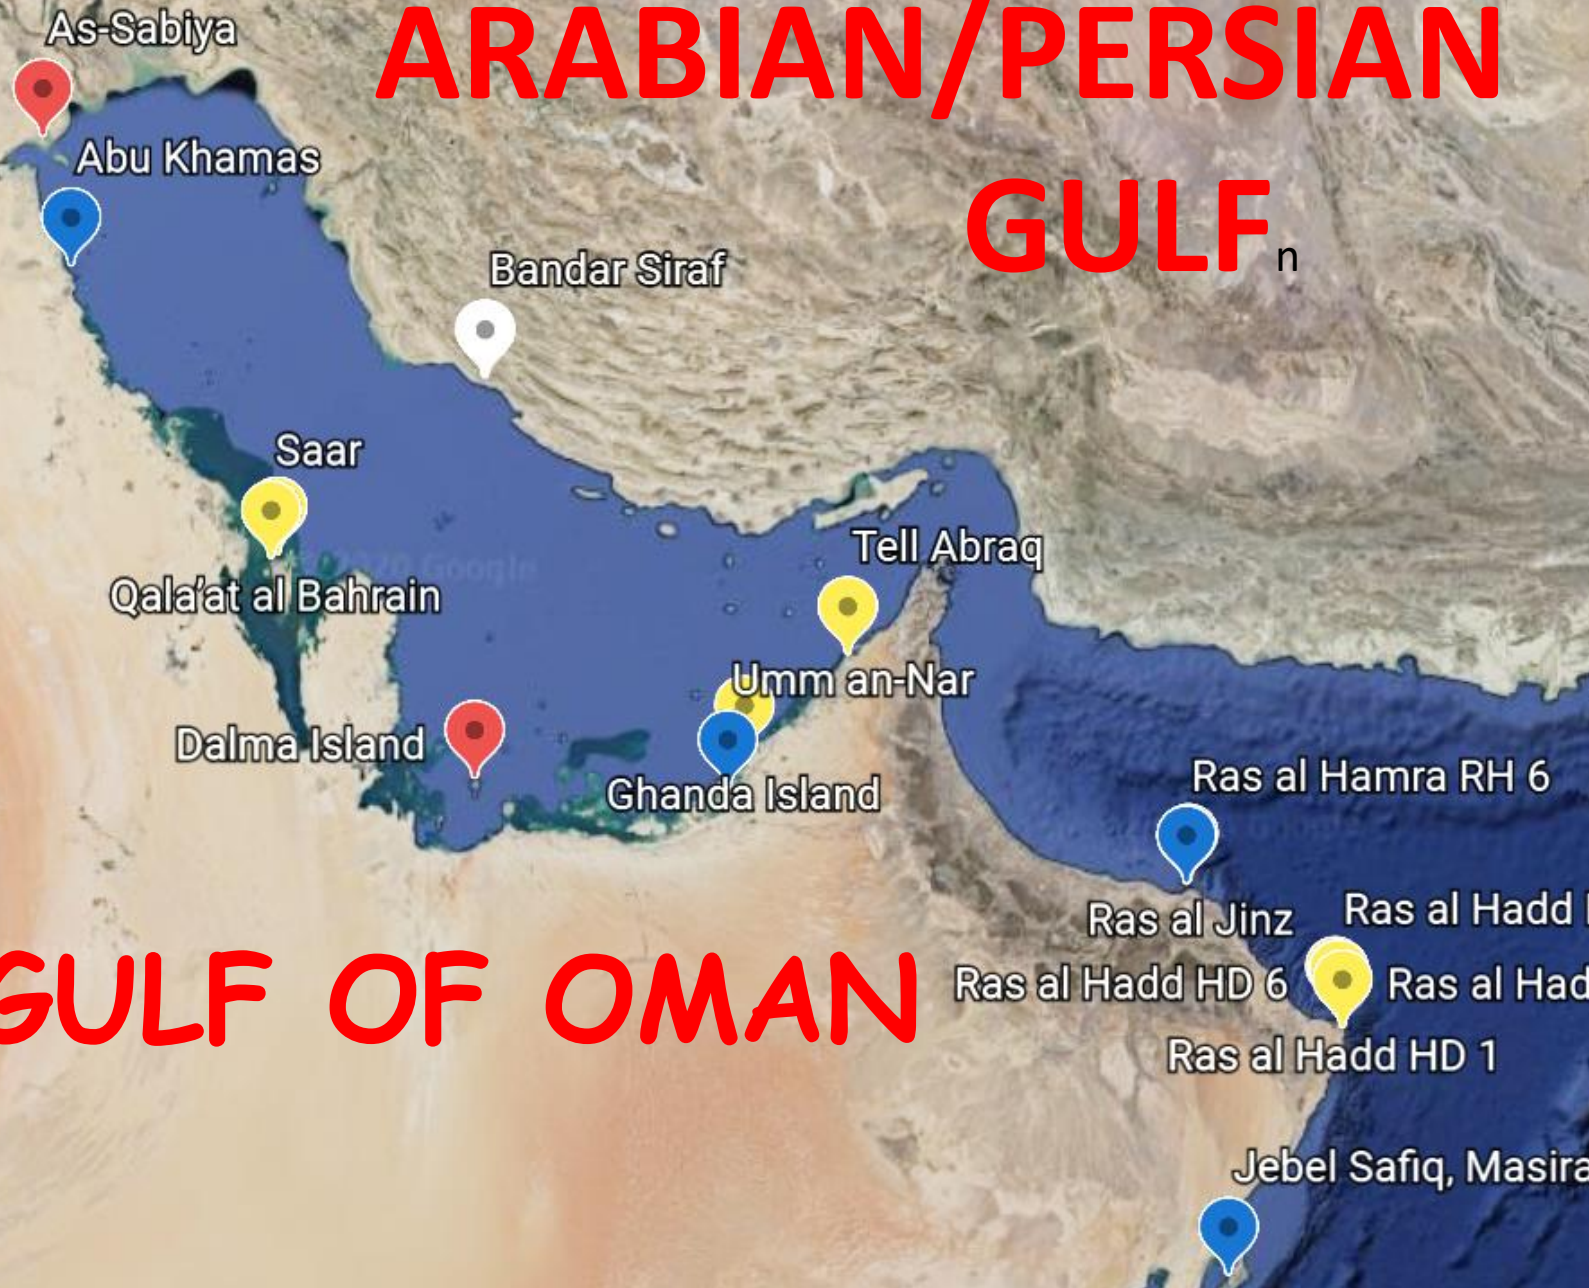 As-Sabiya
ARABIAN/PERSIAN
GULF
n
Abu Khamas
Bandar Siraf
Saar
Qala'at al Bahrain
Tell Abraq
Umm an-Nar
Dalma Island
Ghanda Island
Ras al Hamra RH 6
Ras al Jinz
Ras al Hadd
Ras al Hadd HD 6
Ras al Had
Ras al Hadd HD 1
GULF OF OMAN
Jebel Safiq, Masira
2020 Google